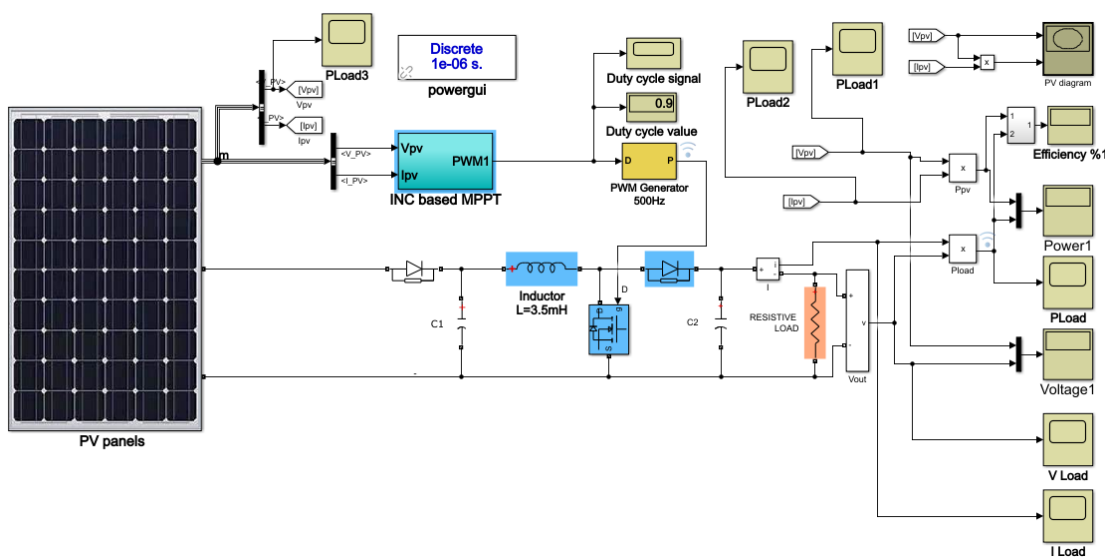 PLoad3
Discrete
1e-06 s.
powergui
[Vpv]
Vpv
[Ipv]
Ipv
m
PV panels
<V_PV>
<I_PV>
Vpv
Ipv
PWM1
INC based MPPT
Duty cycle signal
0.9
Duty cycle value
D
P
PWM Generator
500Hz
PLoad2
PLoad1
[Vpv]
[Ipv]
x
PV diagram
1
2
1
Efficiency %1
[Vpv]
[Ipv]
x
Ppv
x
Pload
Power1
PLoad
Voltage1
V Load
I Load
C1
+
Inductor
L=3.5mH
+
D
g
S
C2
+
+
i
-
I
RESISTIVE
LOAD
+
+
-
v
Vout